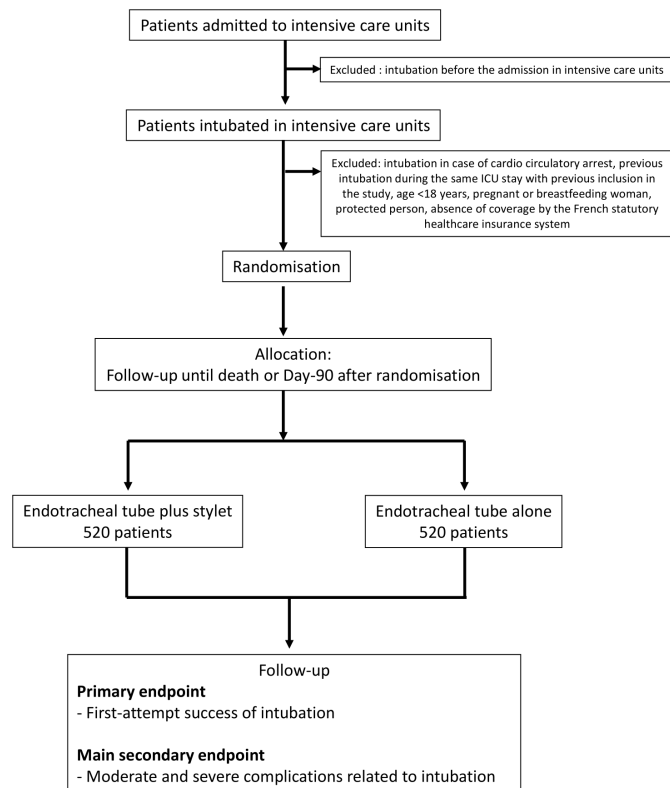 Patients admitted to intensive care units
Excluded : intubation before the admission in intensive care units
Patients intubated in intensive care units
Excluded: intubation in case of cardio circulatory arrest, previous
intubation during the same ICU stay with previous inclusion in
the study, age <18 years, pregnant or breastfeeding woman,
protected person, absence of coverage by the French statutory
healthcare insurance system
Randomisation
Allocation:
Follow-up until death or Day-90 after randomisation
Endotracheal tube plus stylet
520 patients
Endotracheal tube alone
520 patients
Follow-up
Primary endpoint
- First-attempt success of intubation
Main secondary endpoint
- Moderate and severe complications related to intubation